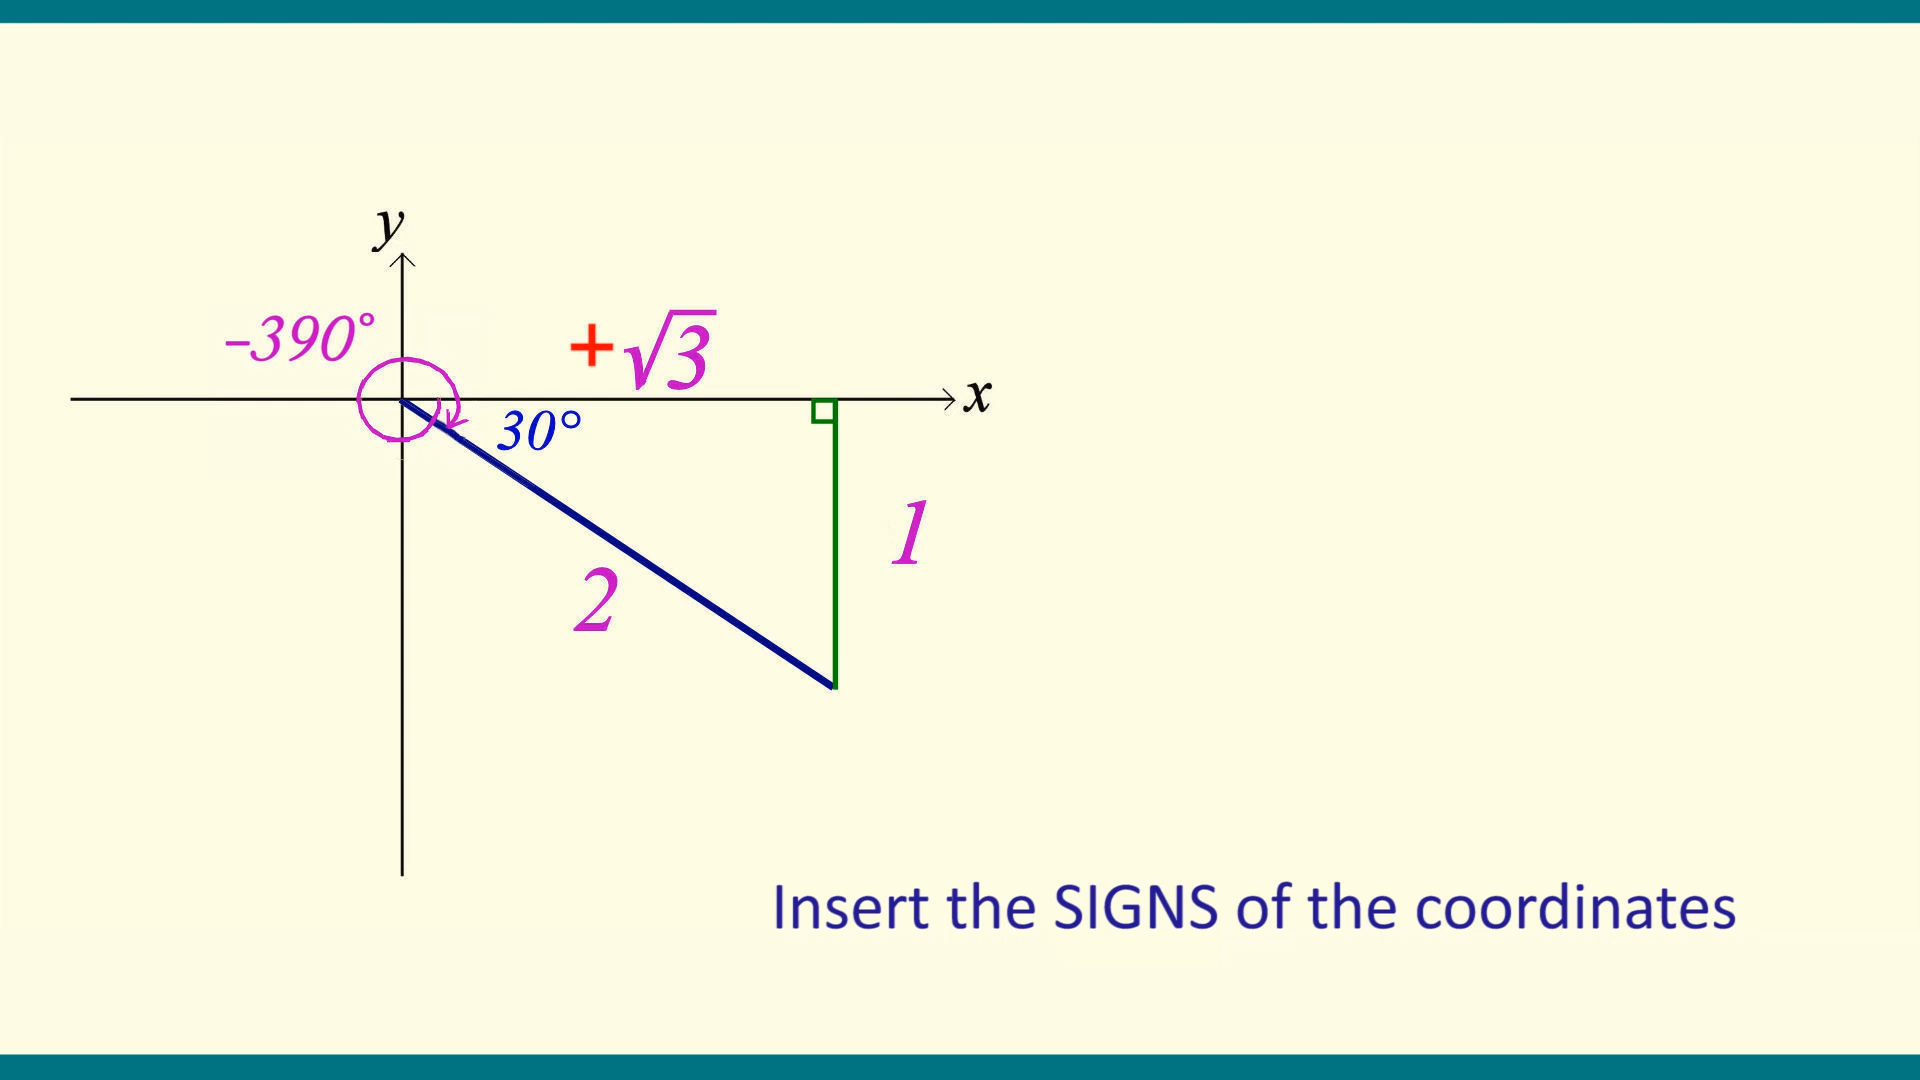 y
–390°
+√3
x
30°
1
2
Insert the SIGNS of the coordinates